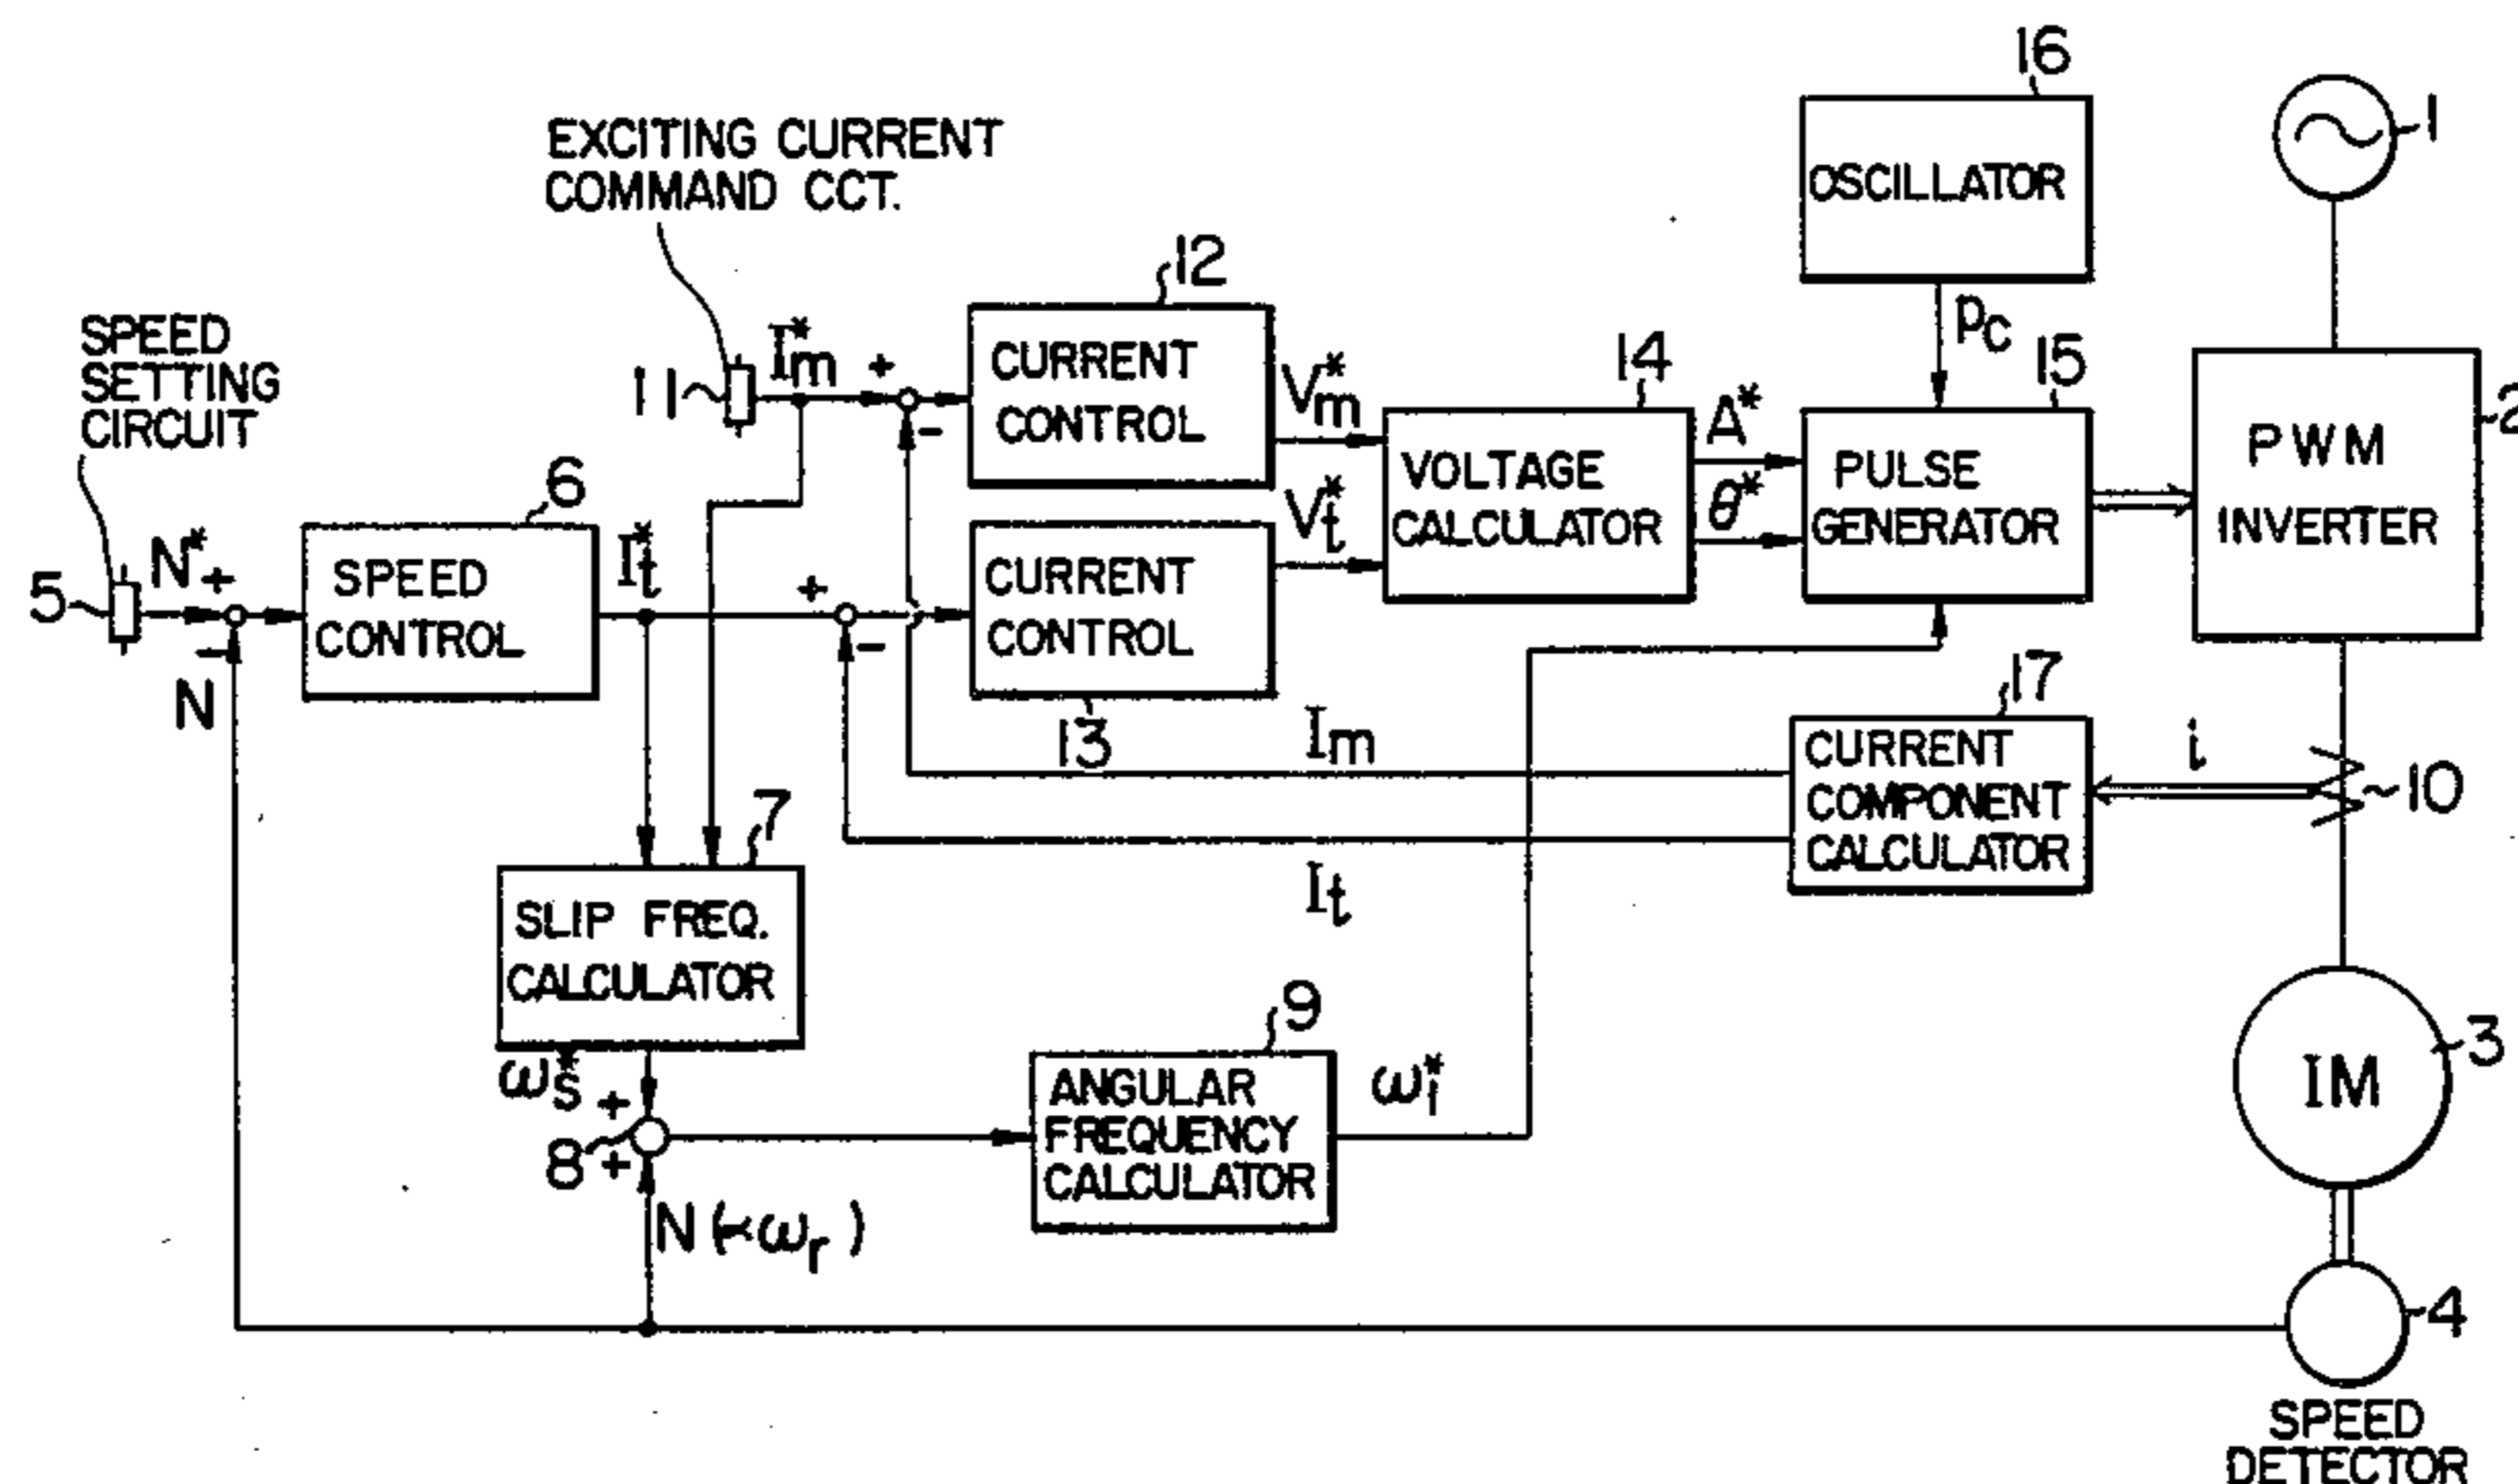 16
1
EXCITING CURRENT
COMMAND CCT.
OSCILLATOR
12
SPEED
SETTING
CIRCUIT
11
I*m
+
-
CURRENT
CONTROL
V*m
14
Pc
15
2
PWM
INVERTER
6
5
N*
+
-
N
SPEED
CONTROL
I*t
+
-
CURRENT
CONTROL
13
V*t
VOLTAGE
CALCULATOR
A*
θ*
PULSE
GENERATOR
17
Im
It
CURRENT
COMPONENT
CALCULATOR
i
10
7
SLIP FREQ.
CALCULATOR
ω*s
+
8
+
N (∝ωr)
9
ANGULAR
FREQUENCY
CALCULATOR
ω*1
IM
3
4
SPEED
DETECTOR